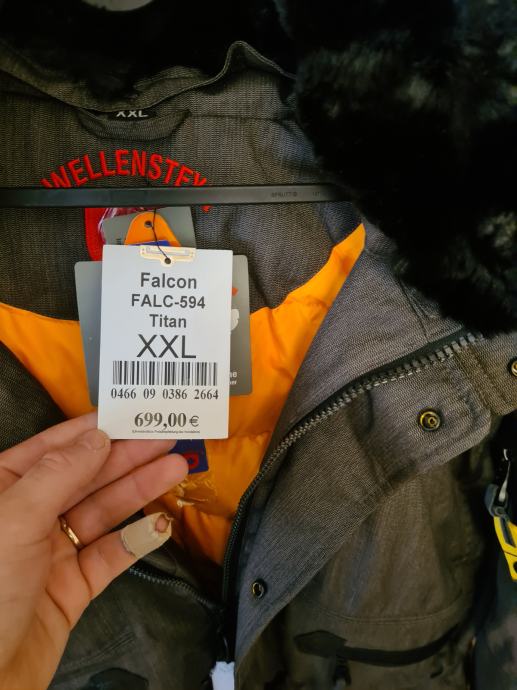 XXL
WELLENSTEY
Falcon
FALC-594
Titan
XXL
0466 09 0386 2664
699,00 €